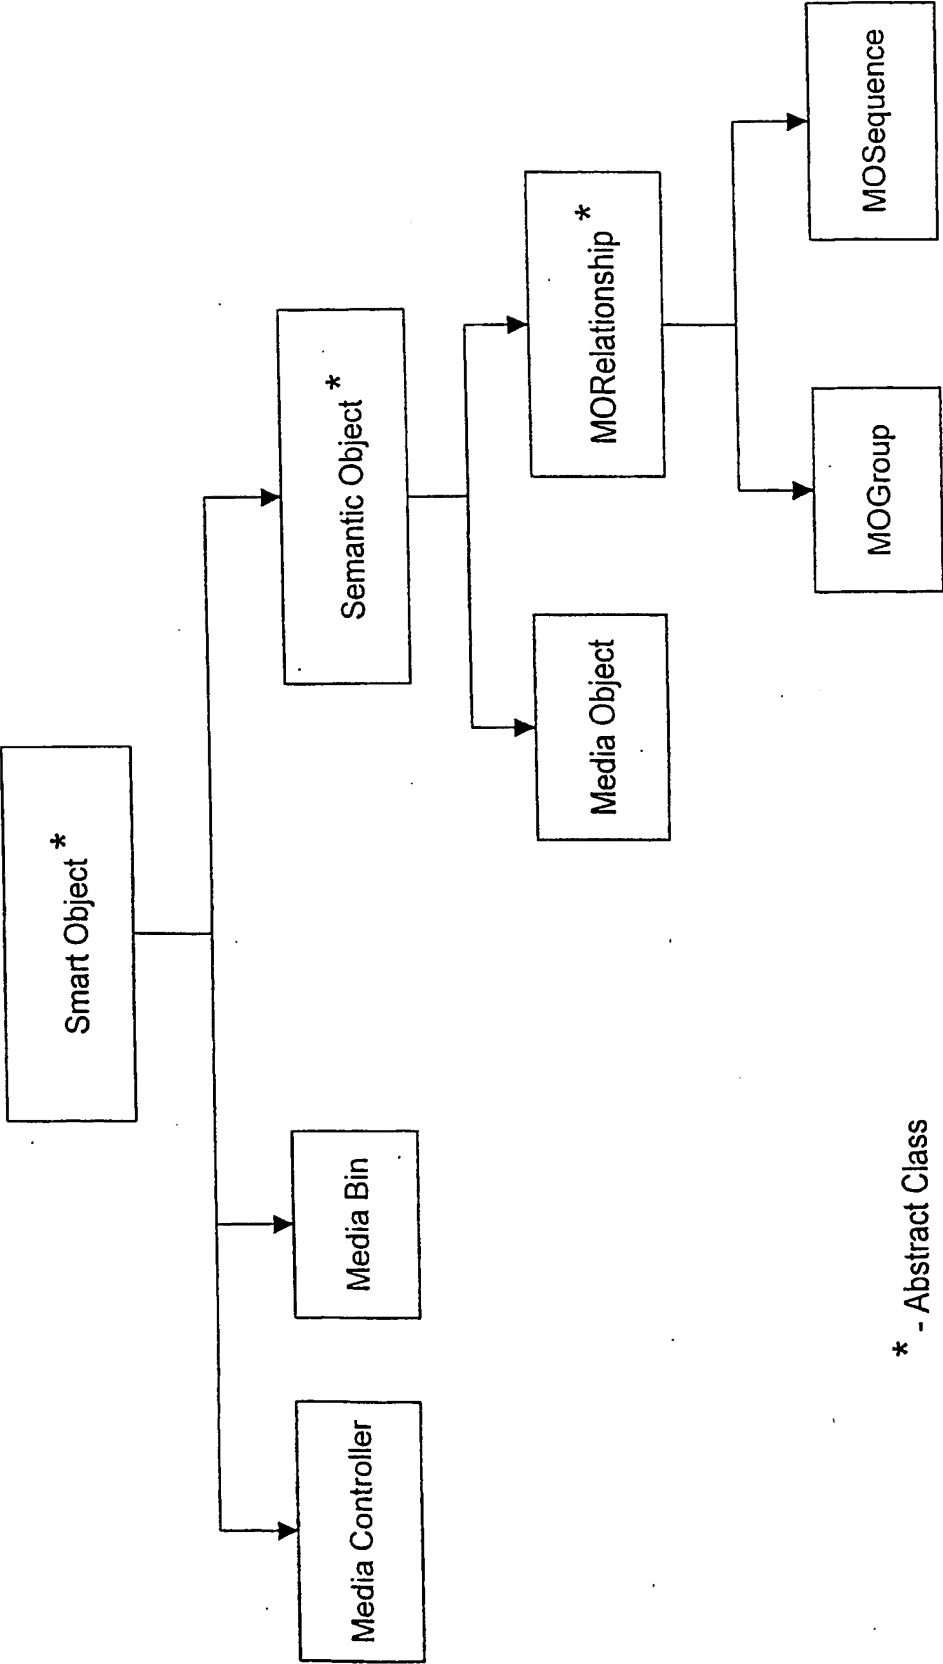 Smart Object*
Media Controller
Media Bin
Semantic Object*
Media Object
MORelationship*
MOGroup
MOSequence
* - Abstract Class